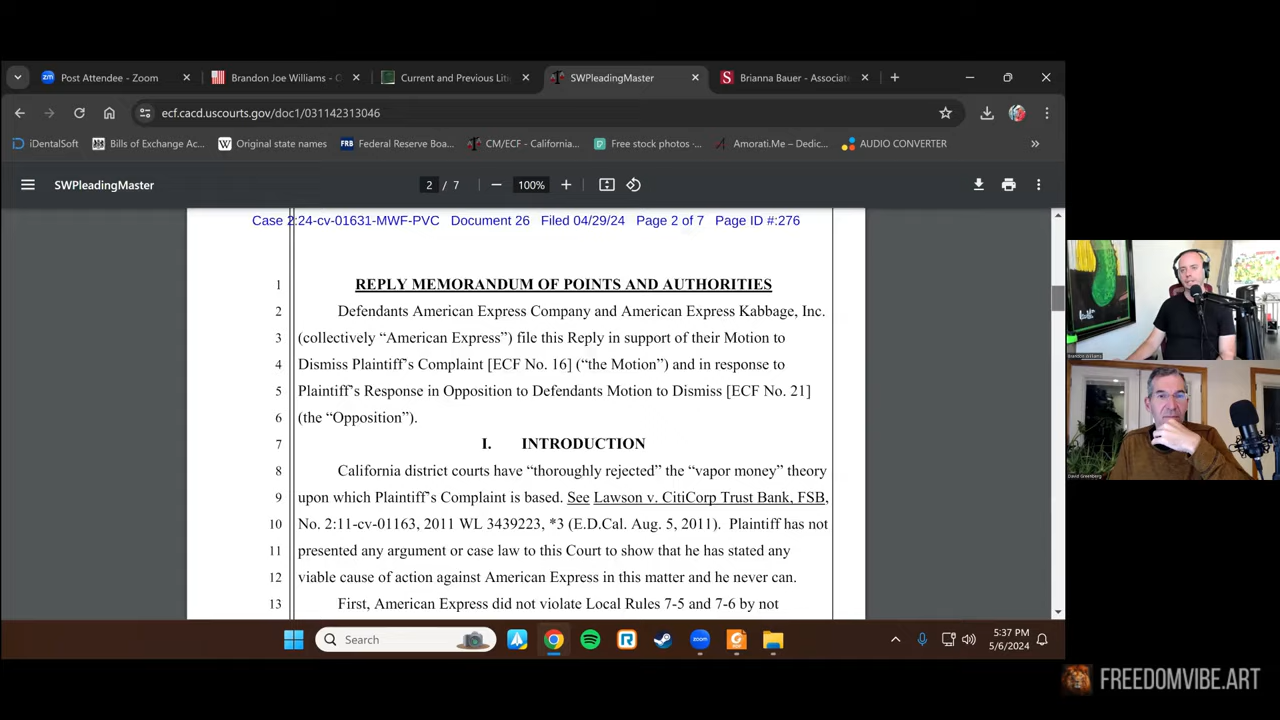 Post Attendee - Zoom
Brandon Joe Williams - C
Current and Previous Liti
SWPleadingMaster
Brianna Bauer - Associate
ecf.cacd.uscourts.gov/doc1/031142313046
iDentalSoft
Bills of Exchange Ac...
Original state names
Federal Reserve Boa...
CM/ECF - California...
Free stock photos -...
Amorati.Me – Dedic...
AUDIO CONVERTER
SWPleadingMaster
2 / 7
100%
Case 2:24-cv-01631-MWF-PVC Document 26 Filed 04/29/24 Page 2 of 7 Page ID #:276
1 REPLY MEMORANDUM OF POINTS AND AUTHORITIES
2 Defendants American Express Company and American Express Kabbage, Inc.
3 (collectively “American Express”) file this Reply in support of their Motion to
4 Dismiss Plaintiff’s Complaint [ECF No. 16] (“the Motion”) and in response to
5 Plaintiff’s Response in Opposition to Defendants Motion to Dismiss [ECF No. 21]
6 (the “Opposition”).
7 I. INTRODUCTION
8 California district courts have “thoroughly rejected” the “vapor money” theory
9 upon which Plaintiff’s Complaint is based. See Lawson v. CitiCorp Trust Bank, FSB,
10 No. 2:11-cv-01163, 2011 WL 3439223, *3 (E.D.Cal. Aug. 5, 2011). Plaintiff has not
11 presented any argument or case law to this Court to show that he has stated any
12 viable cause of action against American Express in this matter and he never can.
13 First, American Express did not violate Local Rules 7-5 and 7-6 by not
Search
5:37 PM
5/6/2024
David Greenberg
FREEDOMVIBE.ART